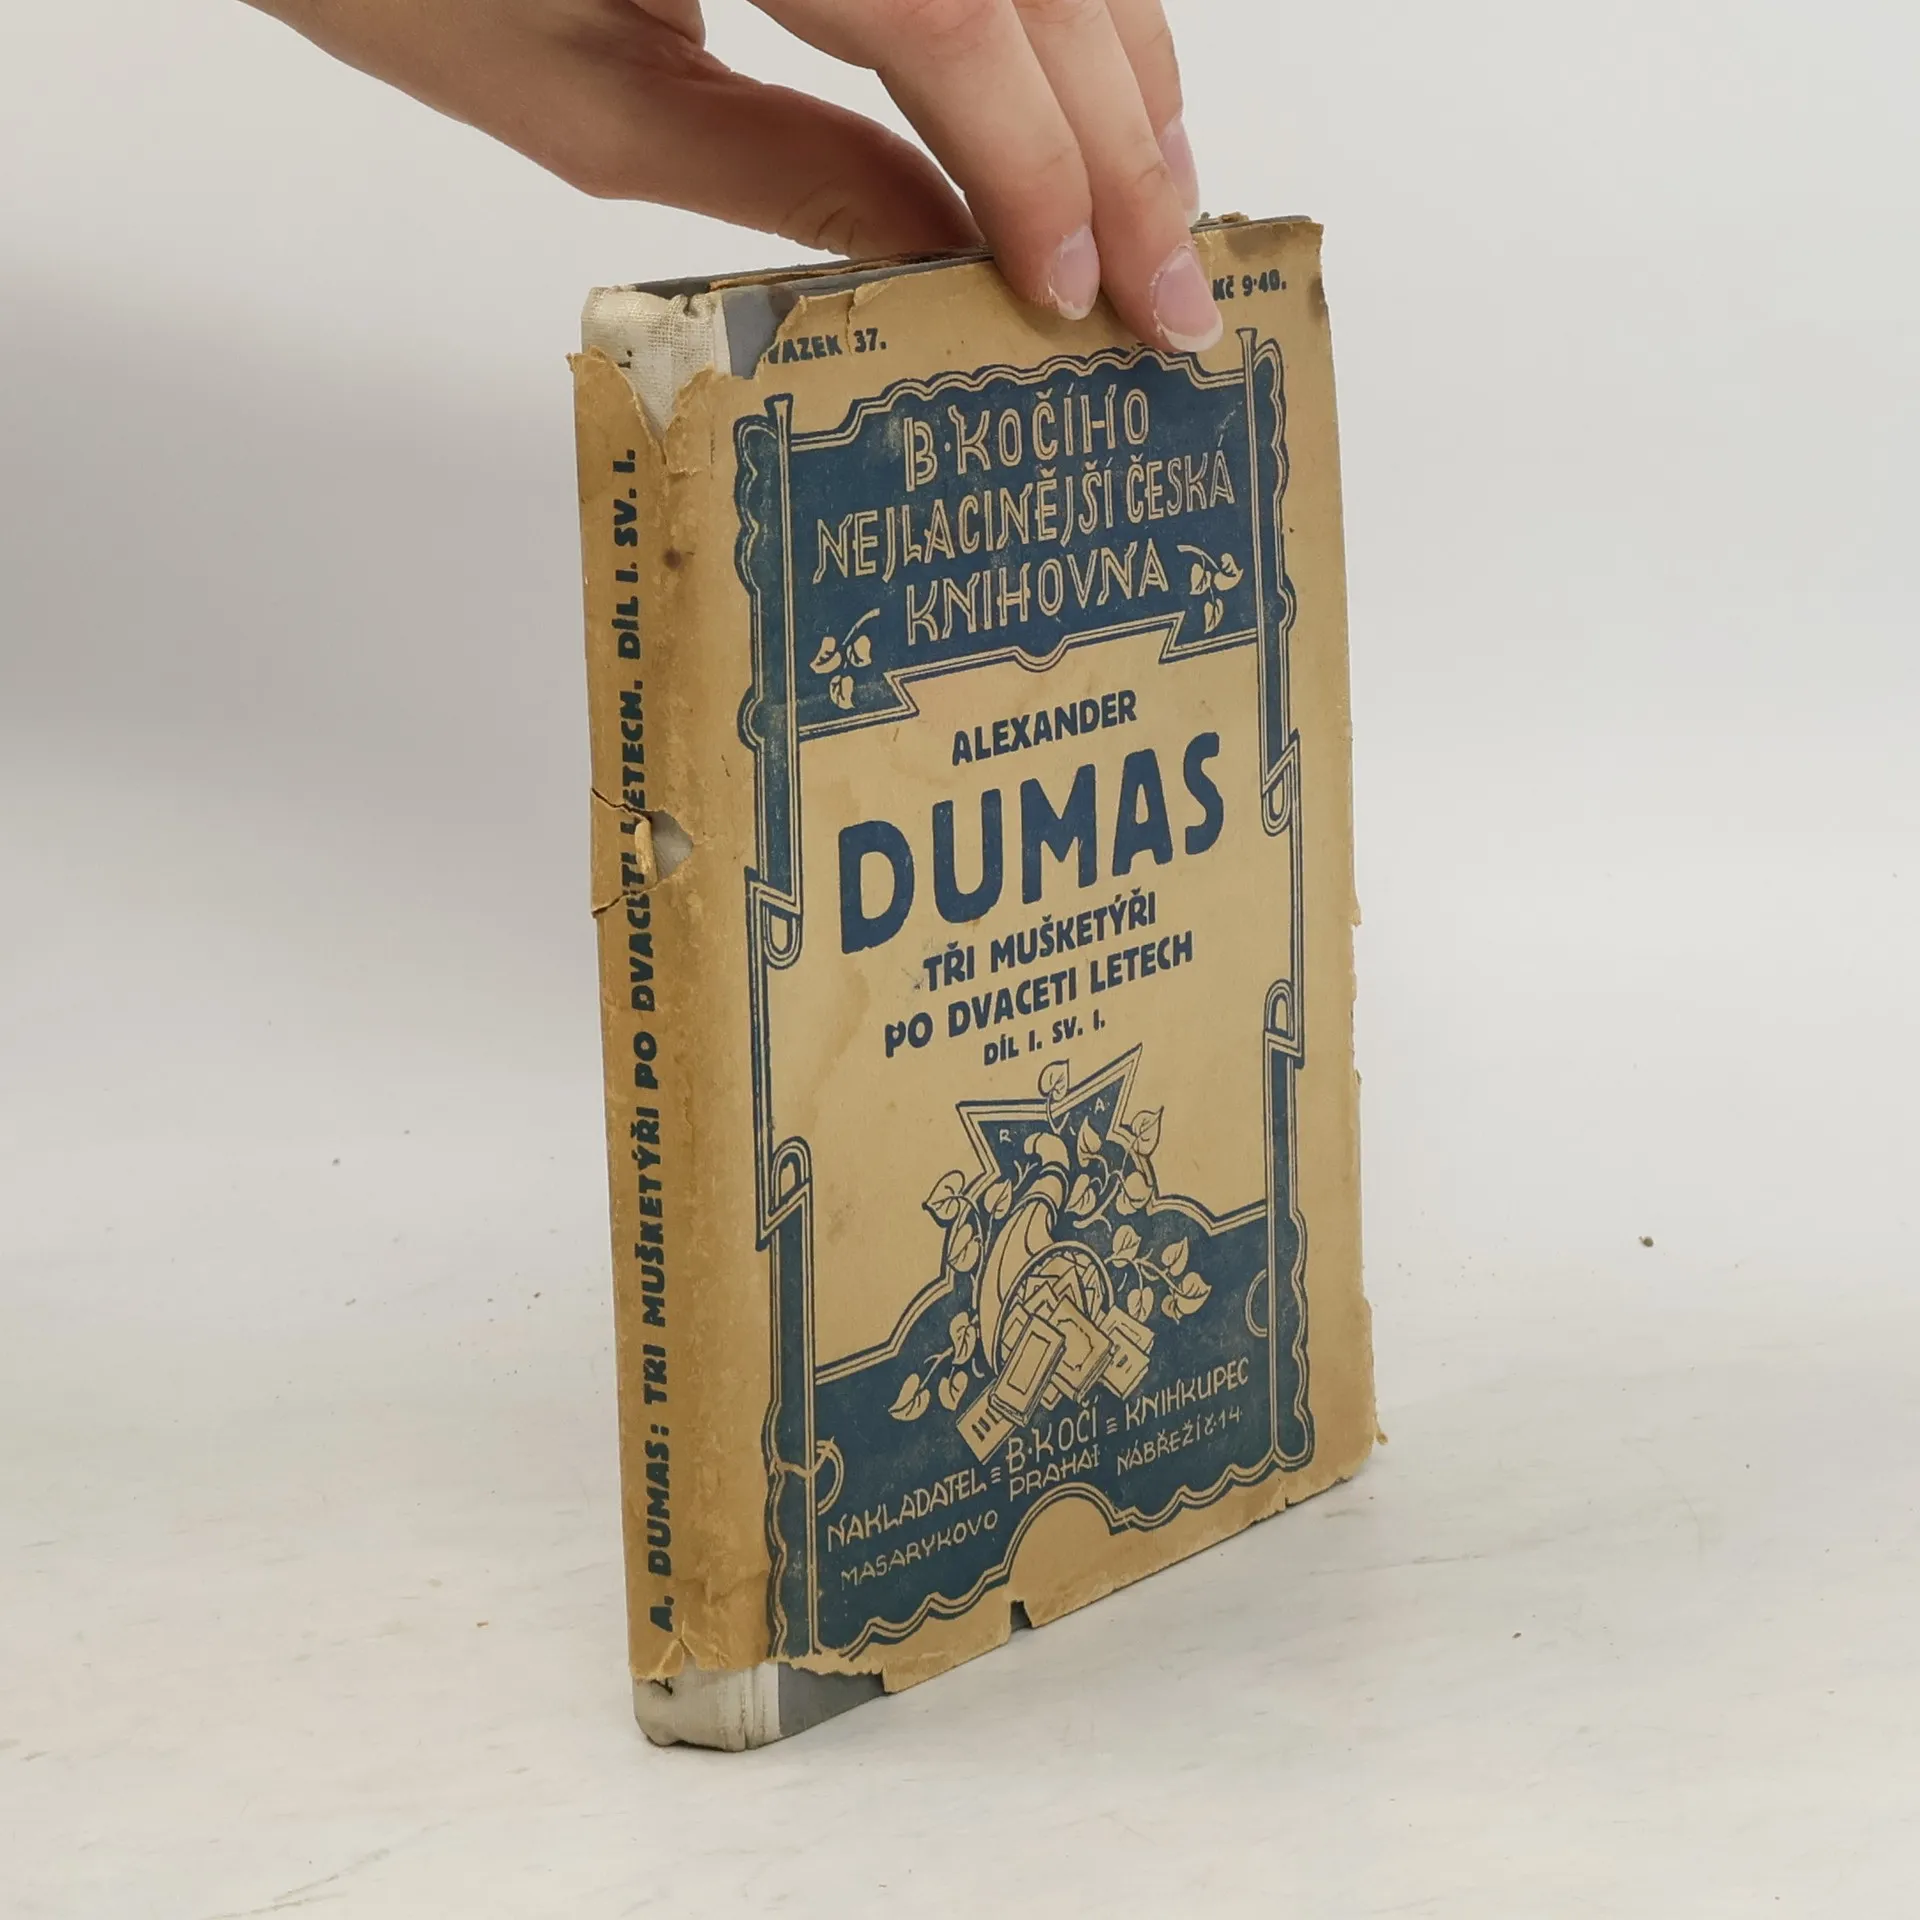 VAZEK 37.
Kč 9·40.
B·KOČÍHO
NEJLACINĚJŠÍ ČESKÁ
KNIHOVNA
ALEXANDER
DUMAS
TŘI MUŠKETÝŘI
PO DVACETI LETECH
DÍL I. SV. I.
R. A.
NAKLADATEL = B·KOČÍ = KNIHKUPEC
MASARYKOVO PRAHA I NÁBŘEŽÍ č·14.
A. DUMAS: TŘI MUŠKETÝŘI PO DVACETI LETECH. DÍL I. SV. I.